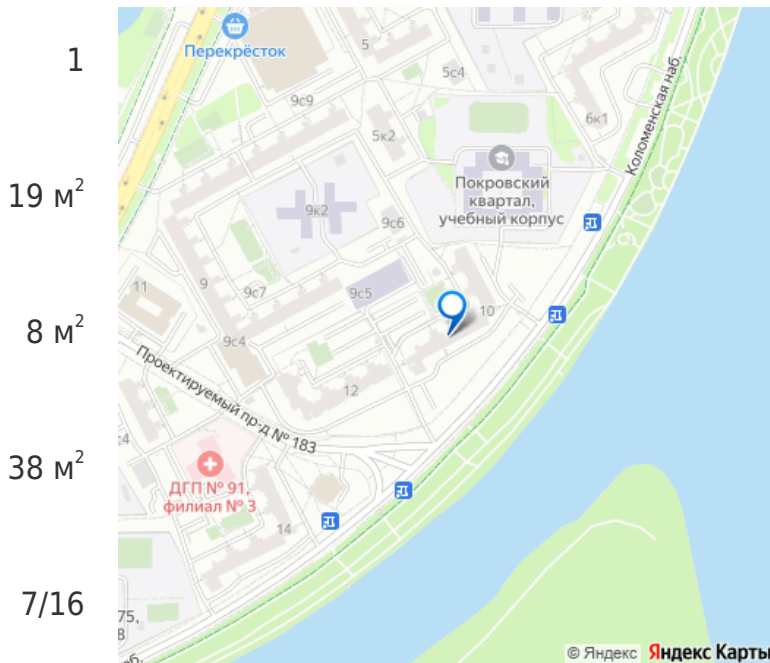 1
19 м²
8 м²
38 м²
7/16
Перекрёсток
5
5с4
9с9
6к1
5к2
Коломенская наб.
Покровский
квартал,
учебный корпус
9к2
9с6
11
9
9с7
9с5
10
9с4
12
Проектируемый пр-д № 183
ДГП № 91,
филиал № 3
14
75,
© Яндекс Яндекс Карты